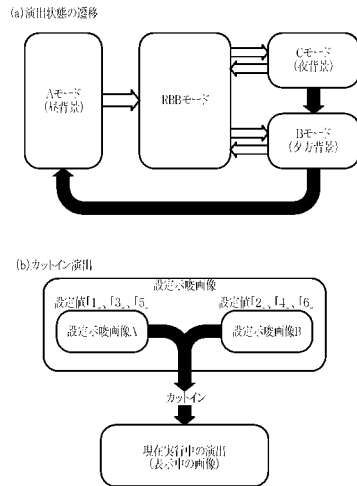 (a)演出状態の遷移
Aモード
(昼背景)
RBBモード
Cモード
(夜背景)
Bモード
(夕方背景)
(b)カットイン演出
設定示唆画像
設定値「1」、「3」、「5」
設定値「2」、「4」、「6」
設定示唆画像A
設定示唆画像B
カットイン
現在実行中の演出
(表示中の画像)